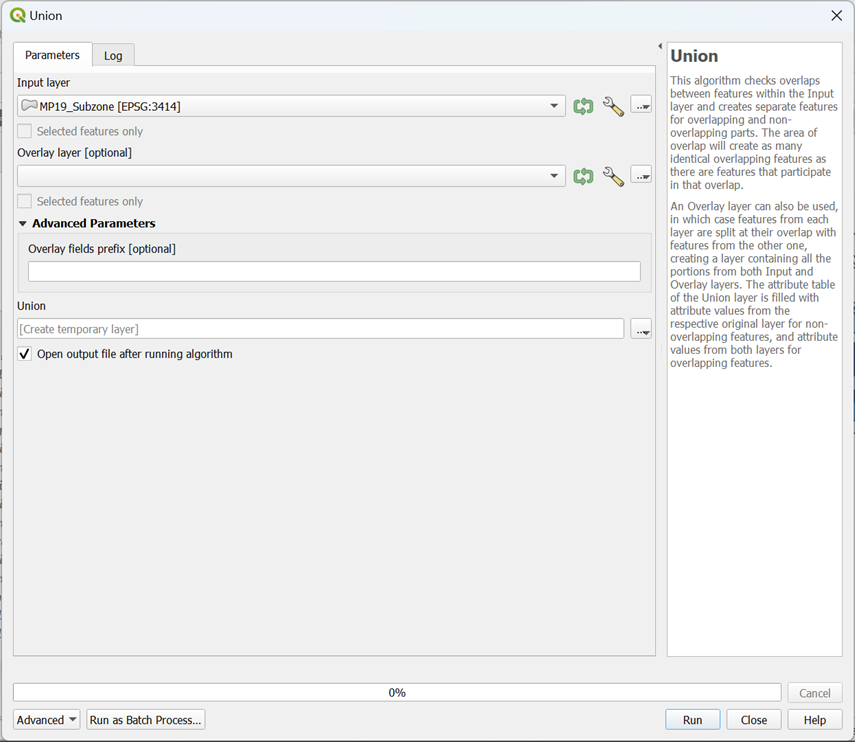 Union
Parameters
Log
Input layer
MP19_Subzone [EPSG:3414]
...
Selected features only
Overlay layer [optional]
...
Selected features only
Advanced Parameters
Overlay fields prefix [optional]
Union
[Create temporary layer]
...
Open output file after running algorithm
Union
This algorithm checks overlaps
between features within the Input
layer and creates separate features
for overlapping and non-
overlapping parts. The area of
overlap will create as many
identical overlapping features as
there are features that participate
in that overlap.
An Overlay layer can also be used,
in which case features from each
layer are split at their overlap with
features from the other one,
creating a layer containing all the
portions from both Input and
Overlay layers. The attribute table
of the Union layer is filled with
attribute values from the
respective original layer for non-
overlapping features, and attribute
values from both layers for
overlapping features.
0%
Cancel
Advanced
Run as Batch Process...
Run
Close
Help